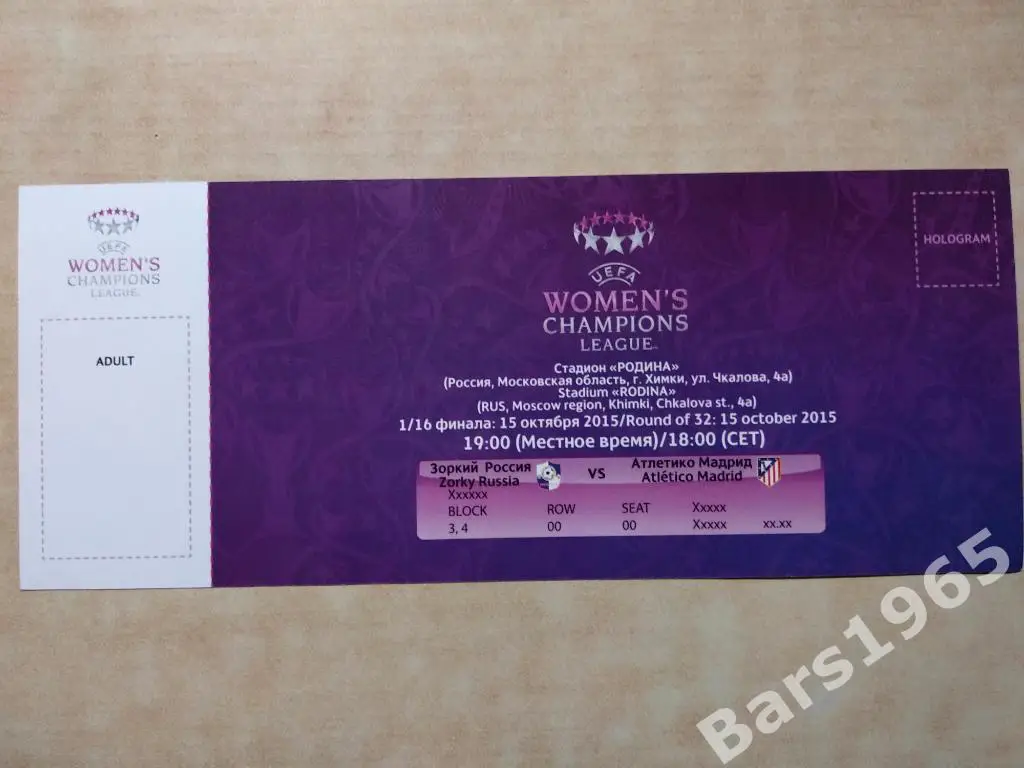 UEFA
WOMEN'S
CHAMPIONS
LEAGUE™
ADULT
HOLOGRAM
UEFA
WOMEN'S
CHAMPIONS
LEAGUE™
Стадион «РОДИНА»
(Россия, Московская область, г. Химки, ул. Чкалова, 4а)
Stadium «RODINA»
(RUS, Moscow region, Khimki, Chkalova st., 4a)
1/16 финала: 15 октября 2015/Round of 32: 15 october 2015
19:00 (Местное время)/18:00 (CET)
Зоркий Россия VS Атлетико Мадрид
Zorky Russia Atlético Madrid
Xxxxxx
BLOCK ROW SEAT Xxxxx
3, 4 00 00 Xxxxx xx.xx
Bars1965